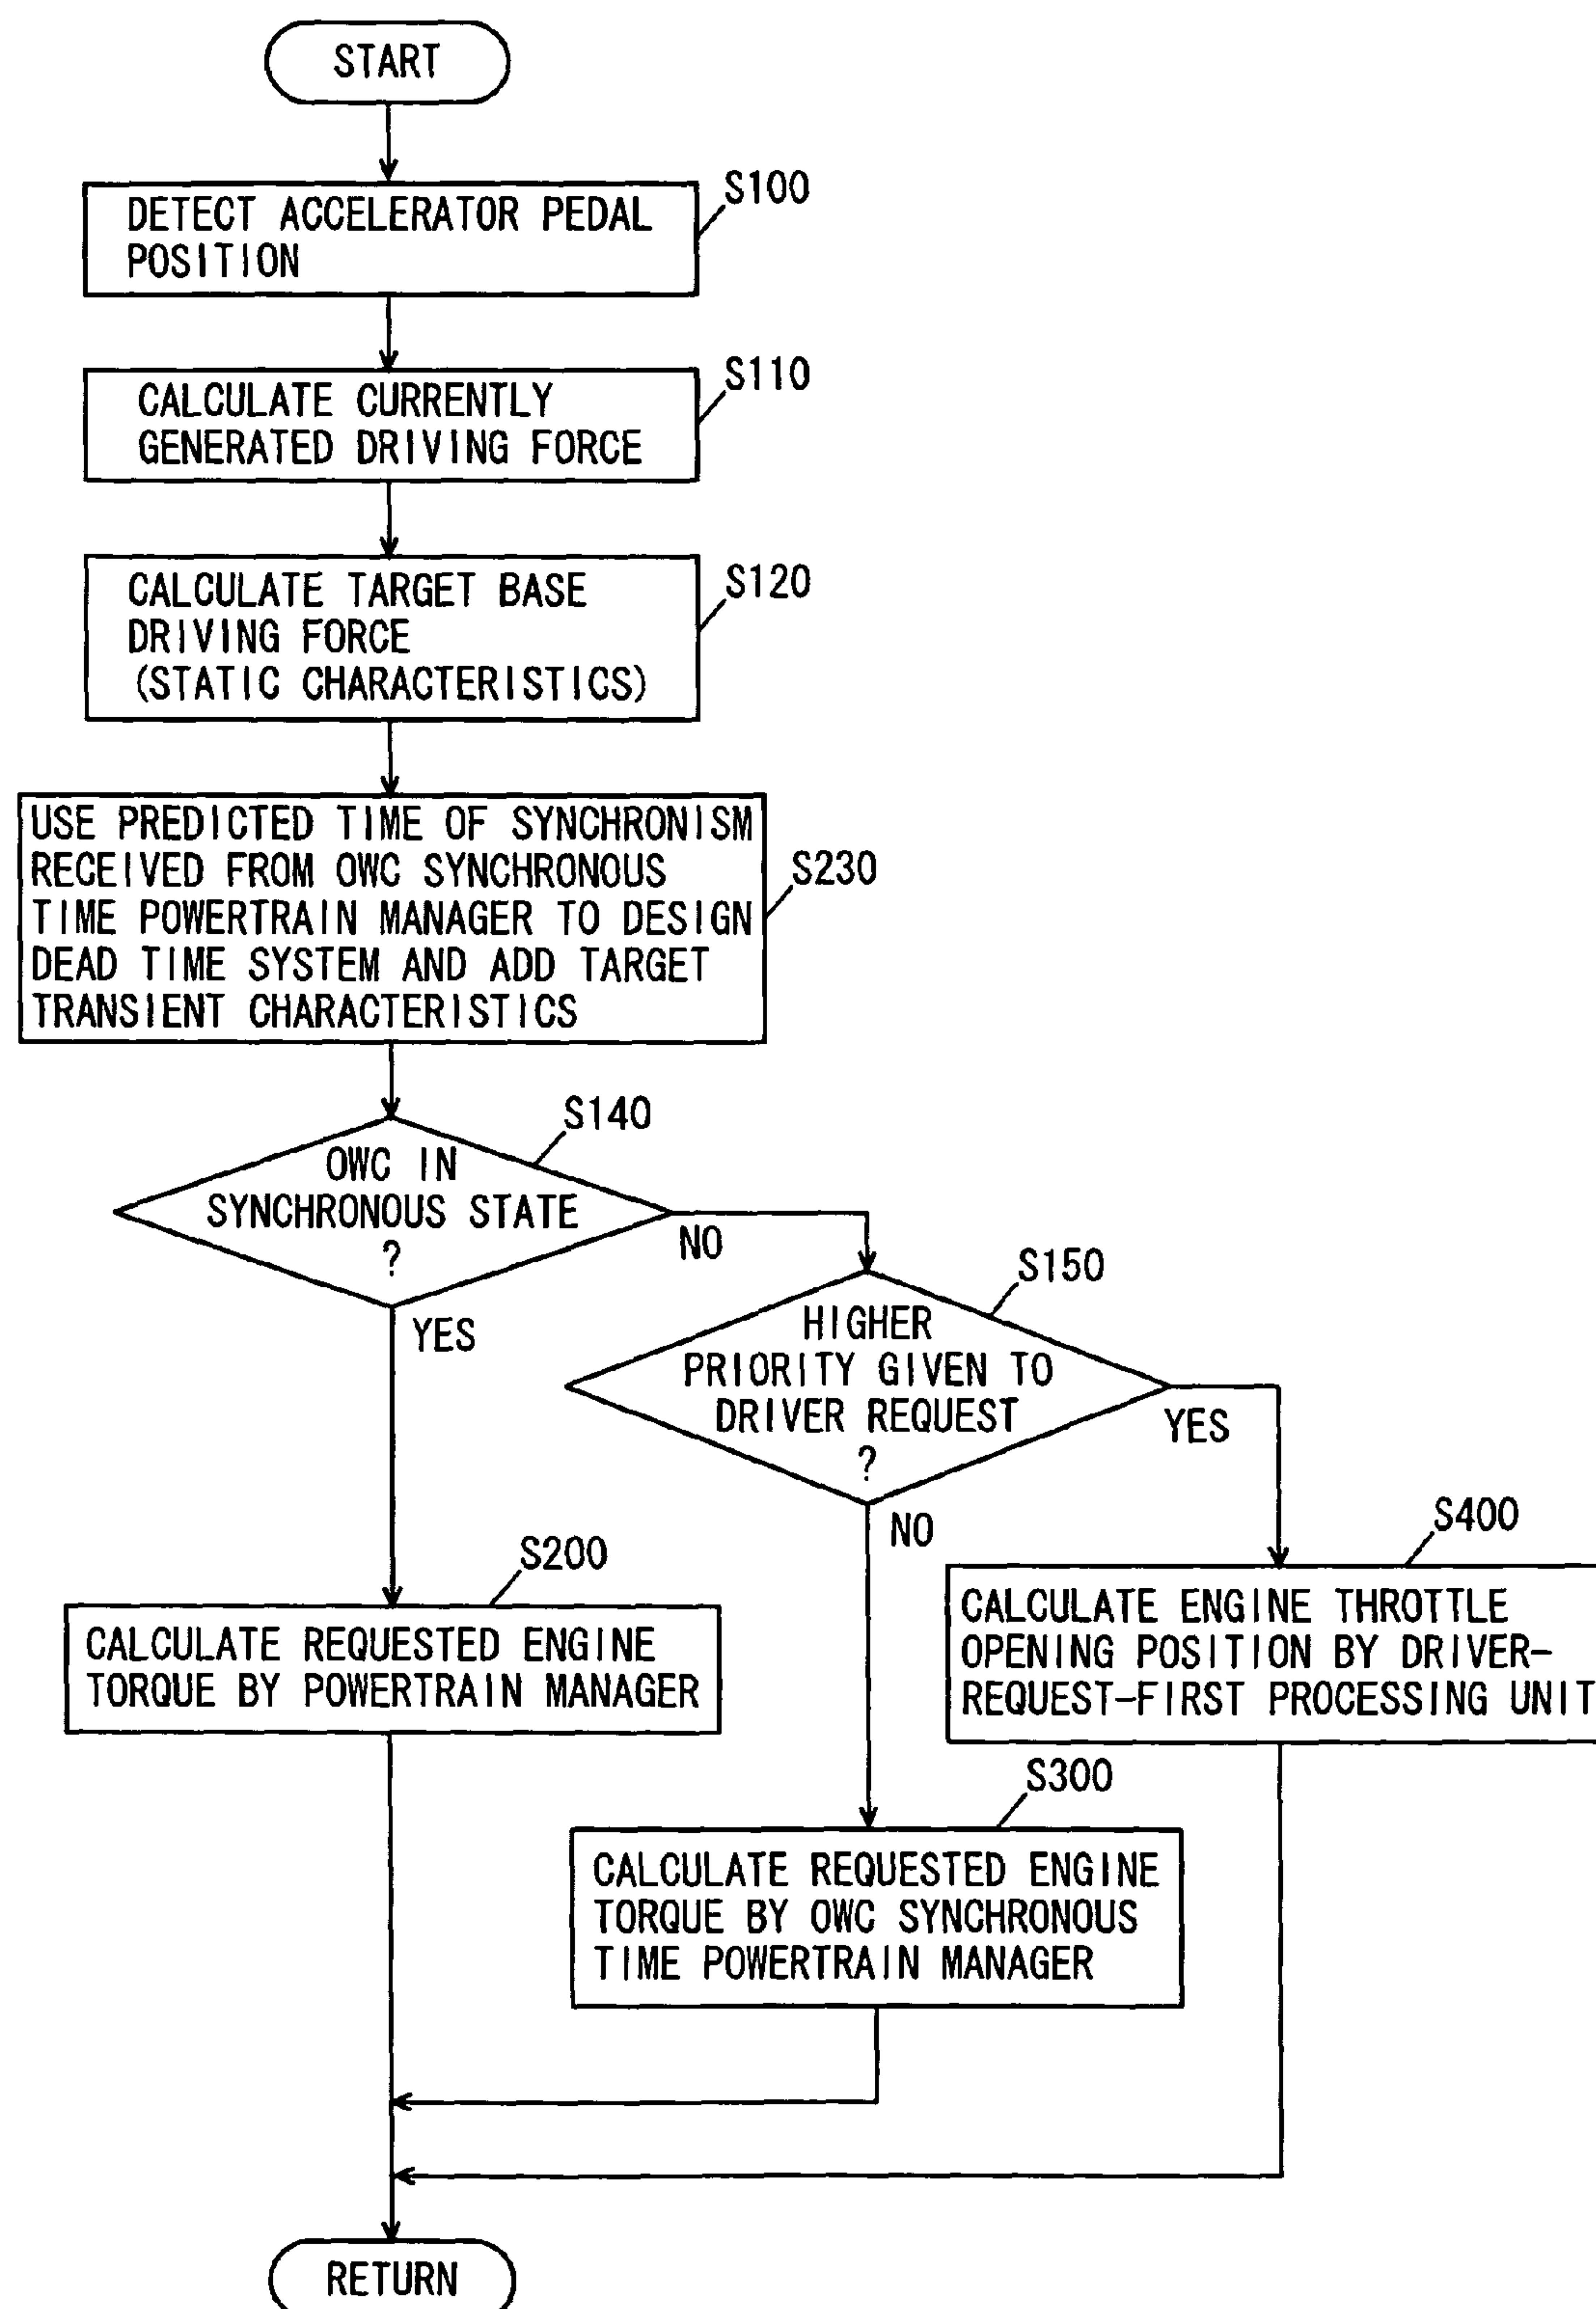 START
S100
DETECT ACCELERATOR PEDAL
POSITION
S110
CALCULATE CURRENTLY
GENERATED DRIVING FORCE
S120
CALCULATE TARGET BASE
DRIVING FORCE
(STATIC CHARACTERISTICS)
S230
USE PREDICTED TIME OF SYNCHRONISM
RECEIVED FROM OWC SYNCHRONOUS
TIME POWERTRAIN MANAGER TO DESIGN
DEAD TIME SYSTEM AND ADD TARGET
TRANSIENT CHARACTERISTICS
S140
OWC IN
SYNCHRONOUS STATE
?
NO
YES
S150
HIGHER
PRIORITY GIVEN TO
DRIVER REQUEST
?
YES
NO
S200
CALCULATE REQUESTED ENGINE
TORQUE BY POWERTRAIN MANAGER
S400
CALCULATE ENGINE THROTTLE
OPENING POSITION BY DRIVER-
REQUEST-FIRST PROCESSING UNIT
S300
CALCULATE REQUESTED ENGINE
TORQUE BY OWC SYNCHRONOUS
TIME POWERTRAIN MANAGER
RETURN